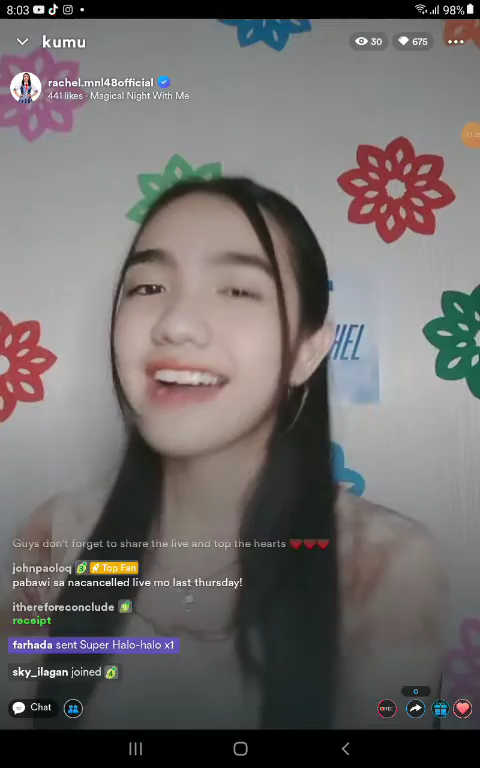 8:03
98%
kumu
30
675
rachel.mnl48official
441 likes · Magical Night With Me
HEL
Guys don't forget to share the live and top the hearts ❤❤❤
johnpaoloq Top Fan
pabawi sa nacancelled live mo last thursday!
ithereforeconclude
receipt
farhada sent Super Halo-halo x1
sky_ilagan joined
0
Chat